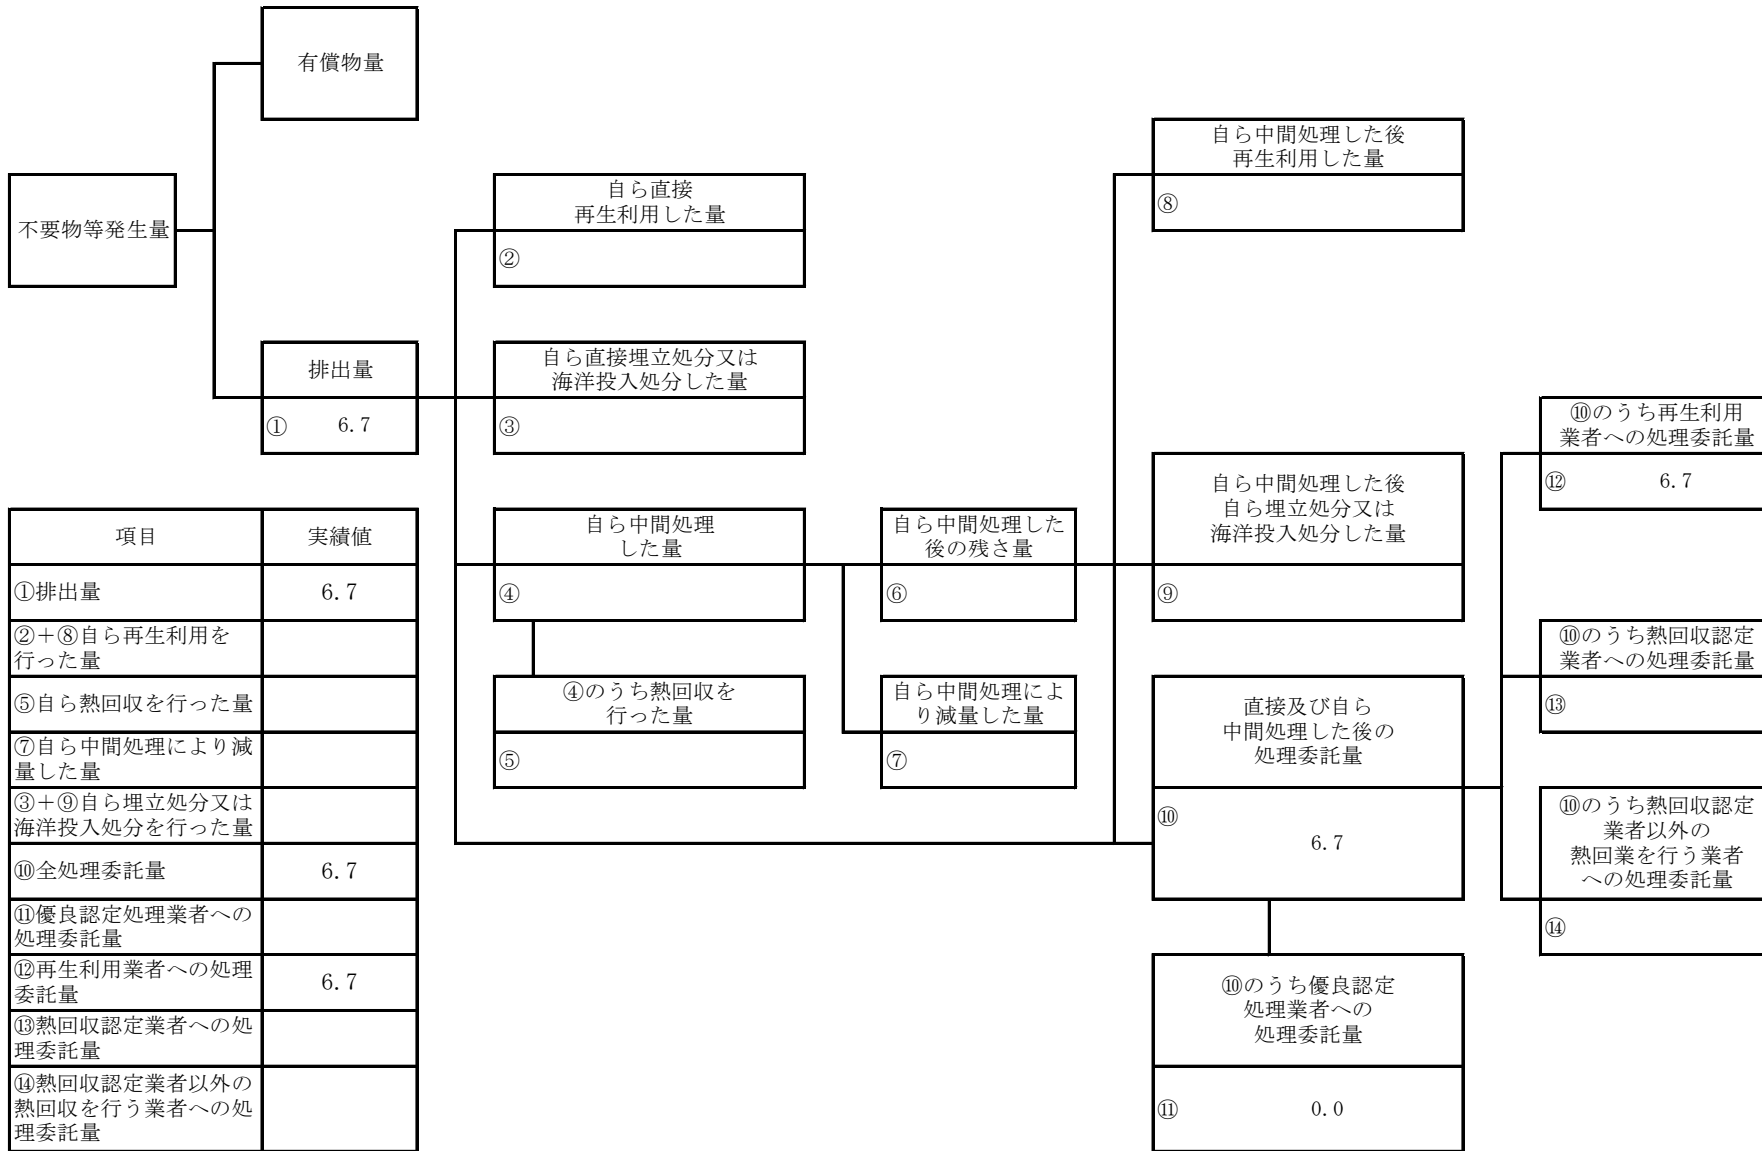 有償物量
不要物等発生量
排出量
① 6.7
自ら直接
再生利用した量
②
自ら直接埋立処分又は
海洋投入処分した量
③
自ら中間処理
した量
④
④のうち熱回収を
行った量
⑤
自ら中間処理した
後の残さ量
⑥
自ら中間処理によ
り減量した量
⑦
自ら中間処理した後
再生利用した量
⑧
自ら中間処理した後
自ら埋立処分又は
海洋投入処分した量
⑨
直接及び自ら
中間処理した後の
処理委託量
⑩
6.7
⑩のうち優良認定
処理業者への
処理委託量
⑪ 0.0
⑩のうち再生利用
業者への処理委託量
⑫ 6.7
⑩のうち熱回収認定
業者への処理委託量
⑬
⑩のうち熱回収認定
業者以外の
熱回業を行う業者
への処理委託量
⑭
項目 実績値
①排出量 6.7
②＋⑧自ら再生利用を
行った量
⑤自ら熱回収を行った量
⑦自ら中間処理により減
量した量
③＋⑨自ら埋立処分又は
海洋投入処分を行った量
⑩全処理委託量 6.7
⑪優良認定処理業者への
処理委託量
⑫再生利用業者への処理
委託量 6.7
⑬熱回収認定業者への処
理委託量
⑭熱回収認定業者以外の
熱回収を行う業者への処
理委託量